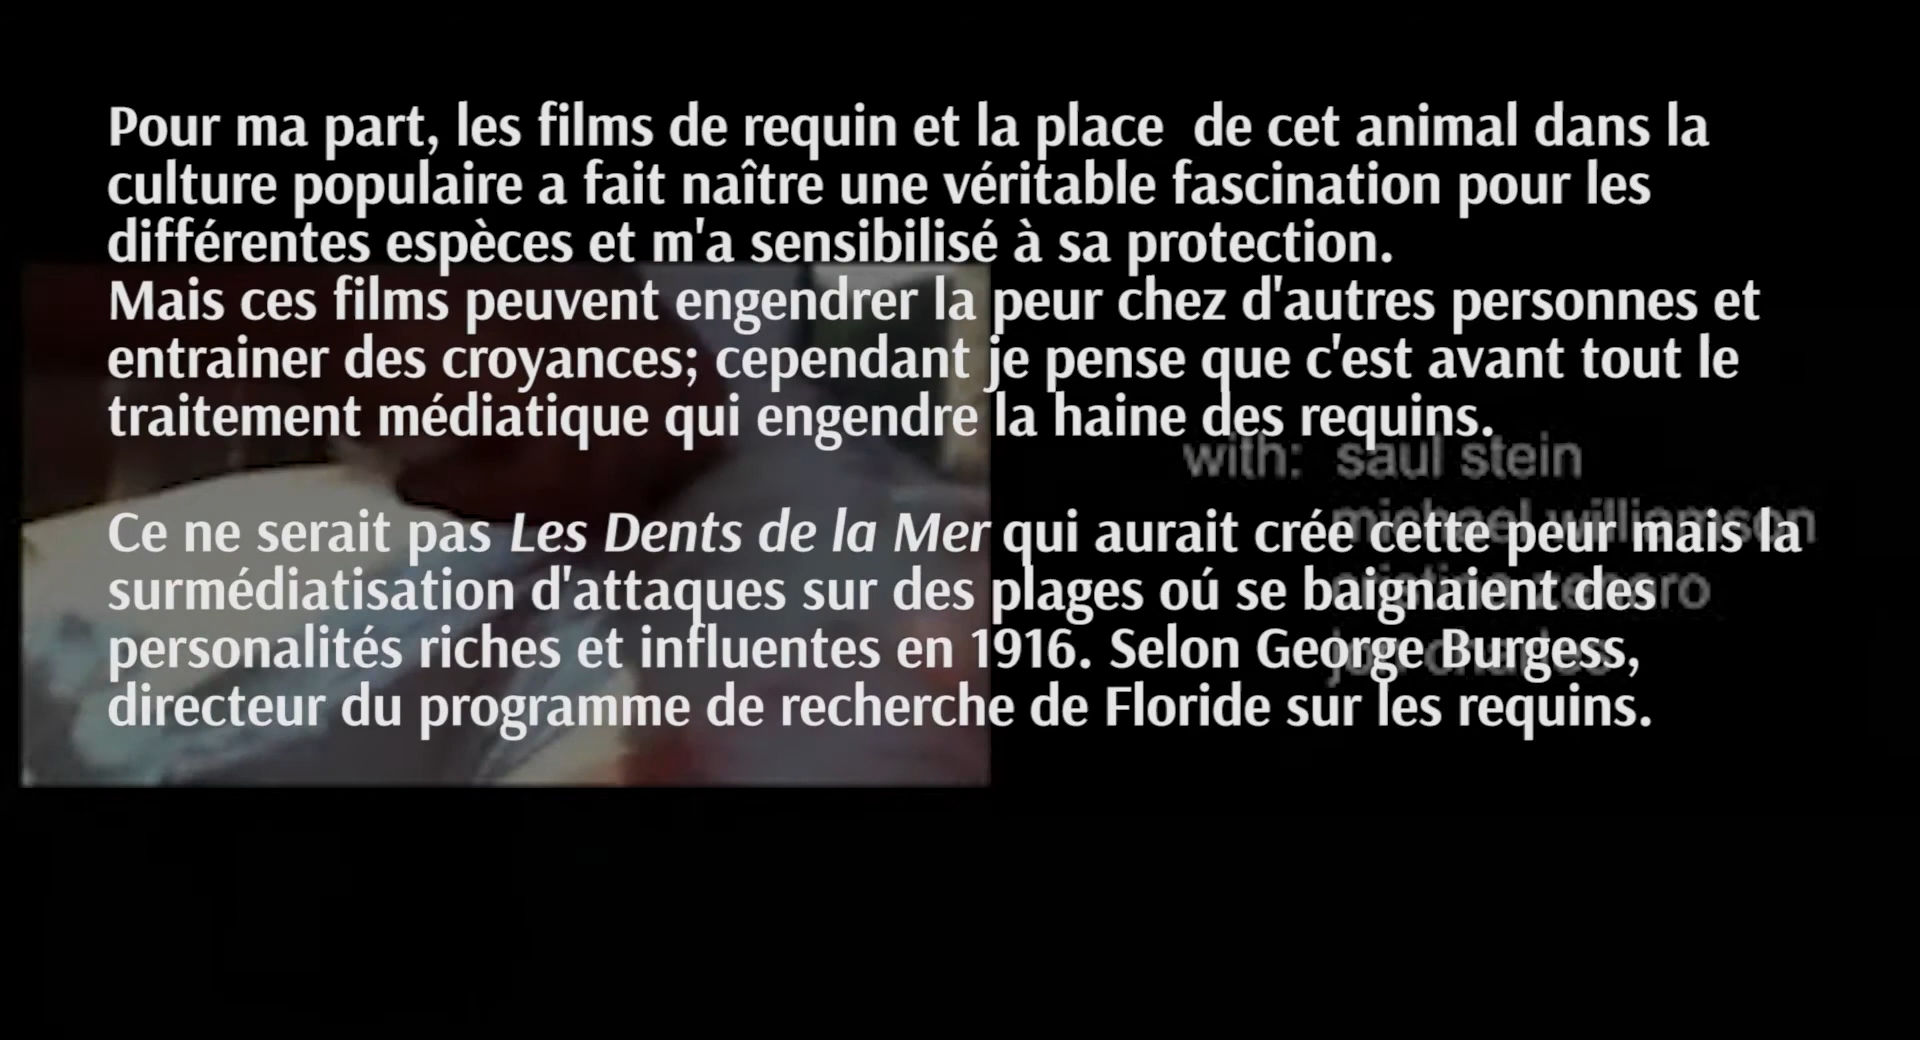 Pour ma part, les films de requin et la place  de cet animal dans la
culture populaire a fait naître une véritable fascination pour les
différentes espèces et m'a sensibilisé à sa protection.
Mais ces films peuvent engendrer la peur chez d'autres personnes et
entrainer des croyances; cependant je pense que c'est avant tout le
traitement médiatique qui engendre la haine des requins.
with: saul stein
Ce ne serait pas Les Dents de la Mer qui aurait crée cette peur mais la
michael williamson
surmédiatisation d'attaques sur des plages oú se baignaient des
personalités riches et influentes en 1916. Selon George Burgess,
directeur du programme de recherche de Floride sur les requins.